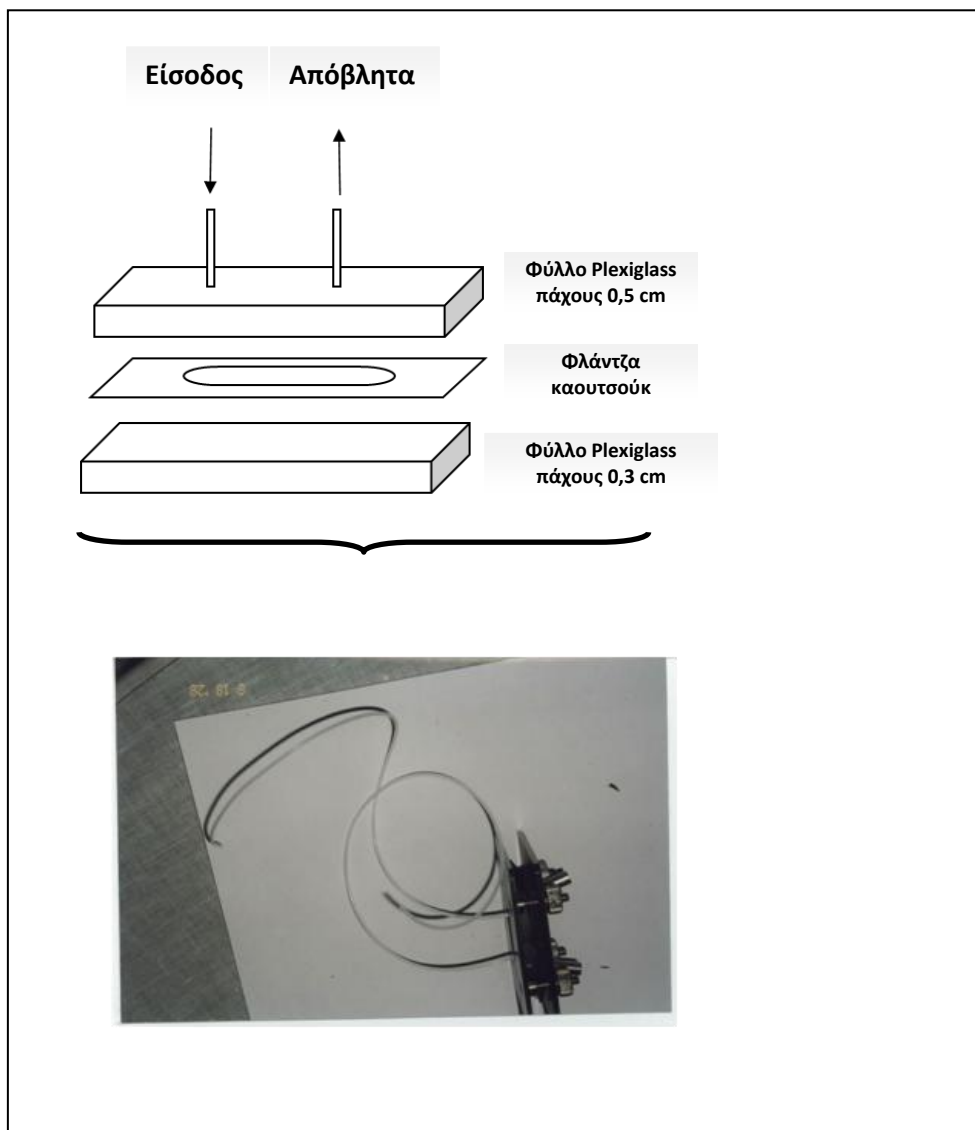 Είσοδος Απόβλητα
Φύλλο Plexiglass
πάχους 0,5 cm
Φλάντζα
καουτσούκ
Φύλλο Plexiglass
πάχους 0,3 cm